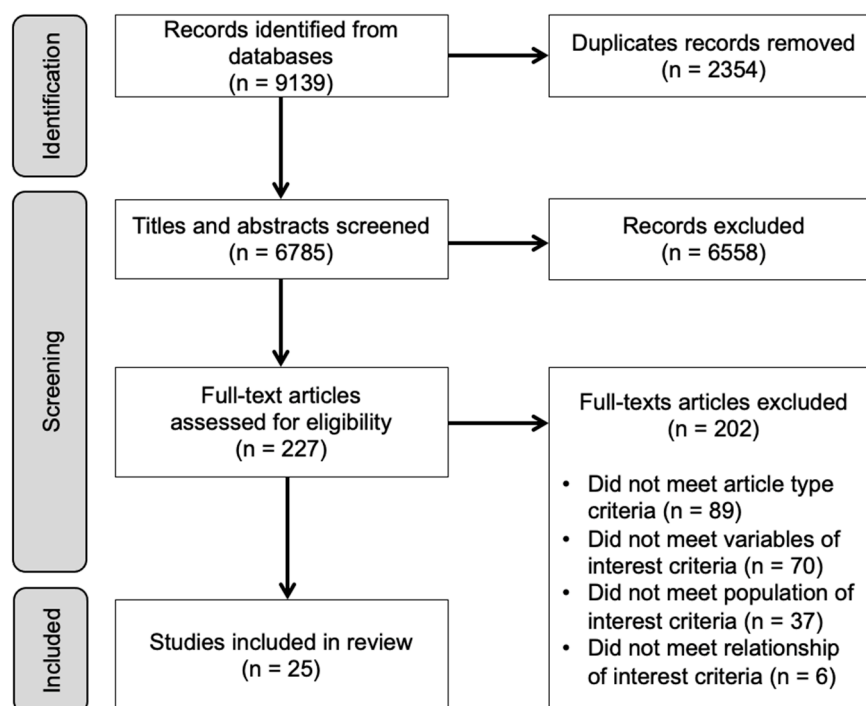 Identification
Records identified from
databases
(n = 9139)
Duplicates records removed
(n = 2354)
Screening
Titles and abstracts screened
(n = 6785)
Records excluded
(n = 6558)
Full-text articles
assessed for eligibility
(n = 227)
Full-texts articles excluded
(n = 202)
• Did not meet article type
criteria (n = 89)
• Did not meet variables of
interest criteria (n = 70)
• Did not meet population of
interest criteria (n = 37)
• Did not meet relationship
of interest criteria (n = 6)
Included
Studies included in review
(n = 25)